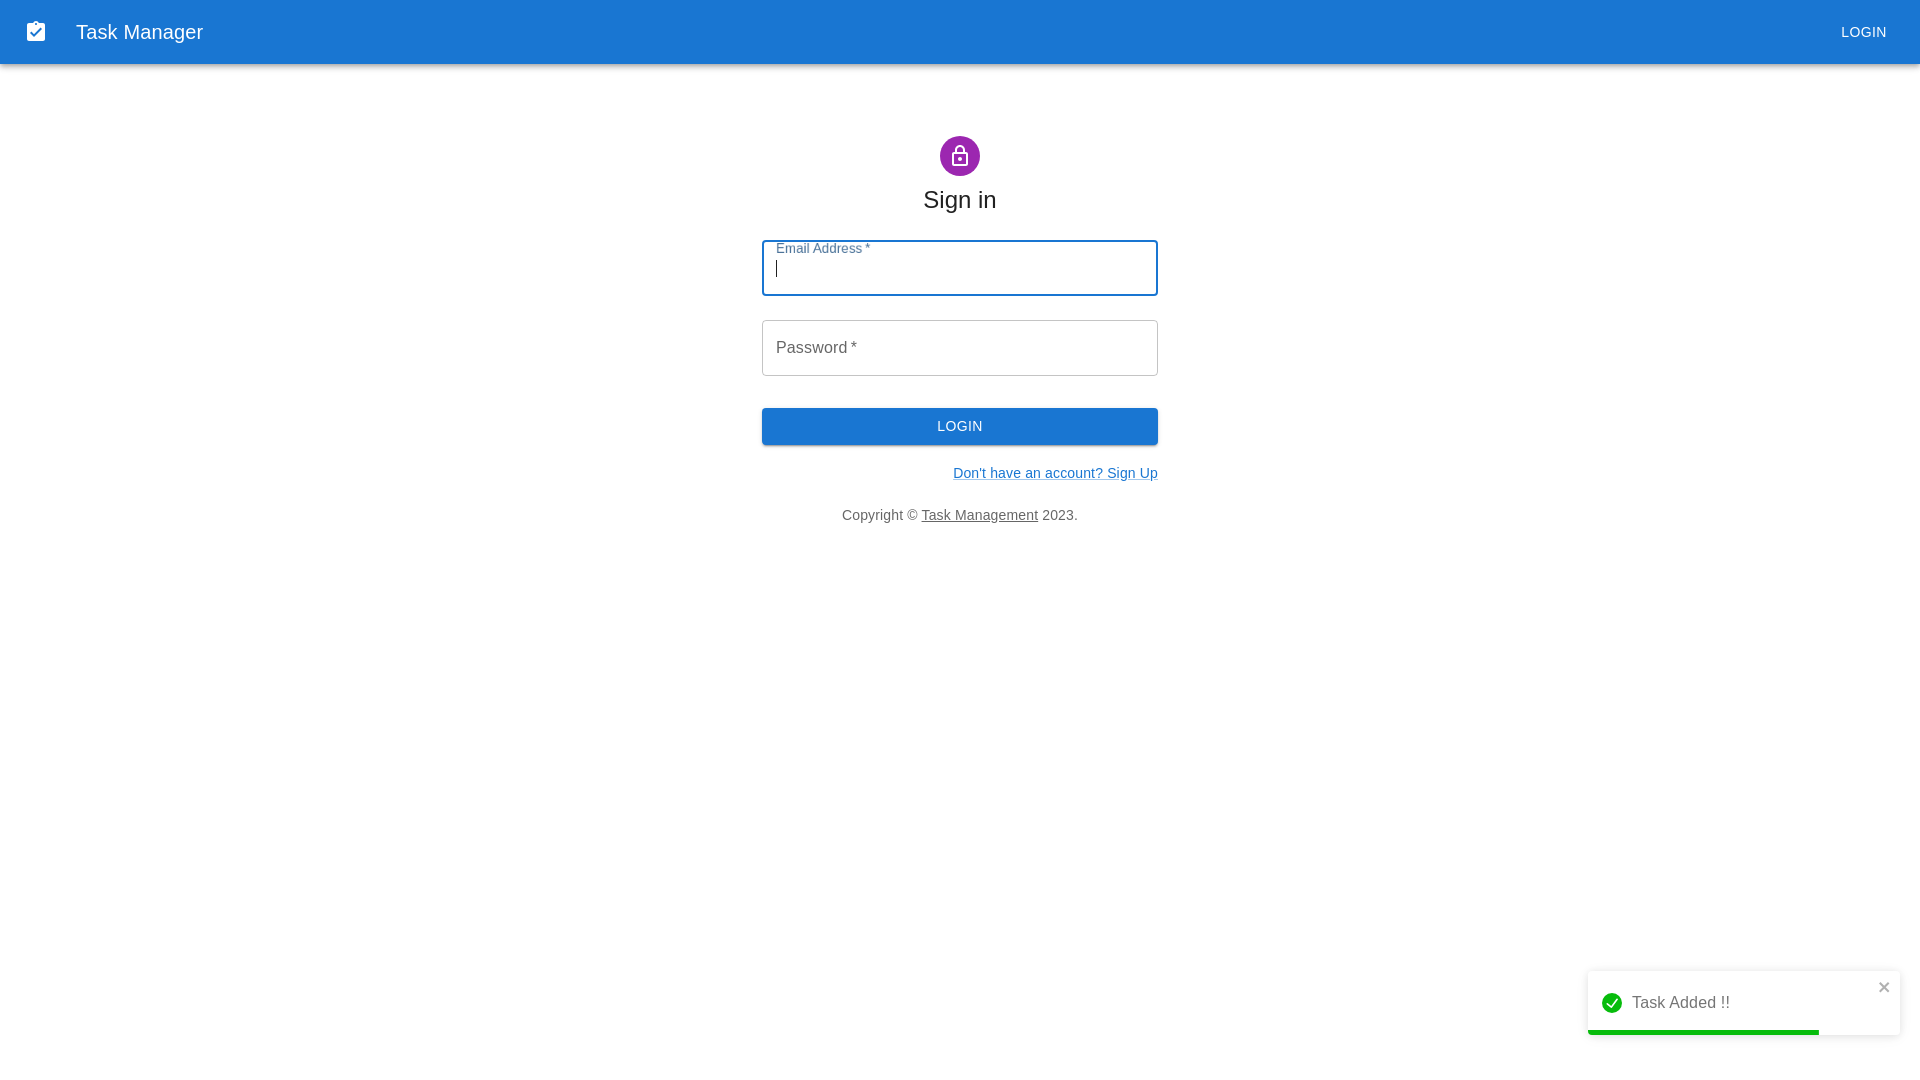 Task Manager
LOGIN
Sign in
Email Address *
Password *
LOGIN
Don't have an account? Sign Up
Copyright © Task Management 2023.
Task Added !!